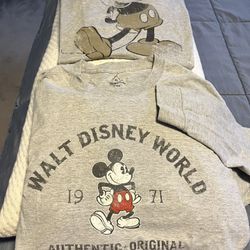 WALT DISNEY WORLD
19 71
AUTHENTIC · ORIGINAL